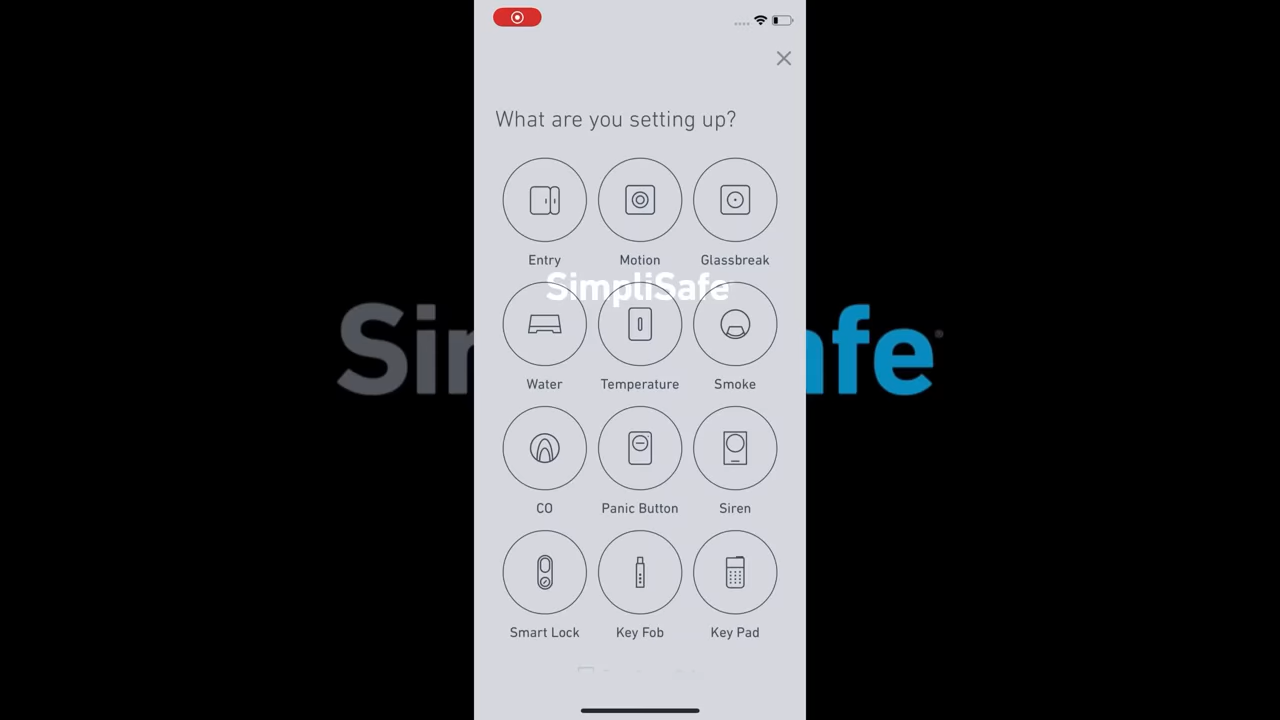 What are you setting up?
Entry Motion Glassbreak
SimpliSafe
Water Temperature Smoke
CO Panic Button Siren
Smart Lock Key Fob Key Pad